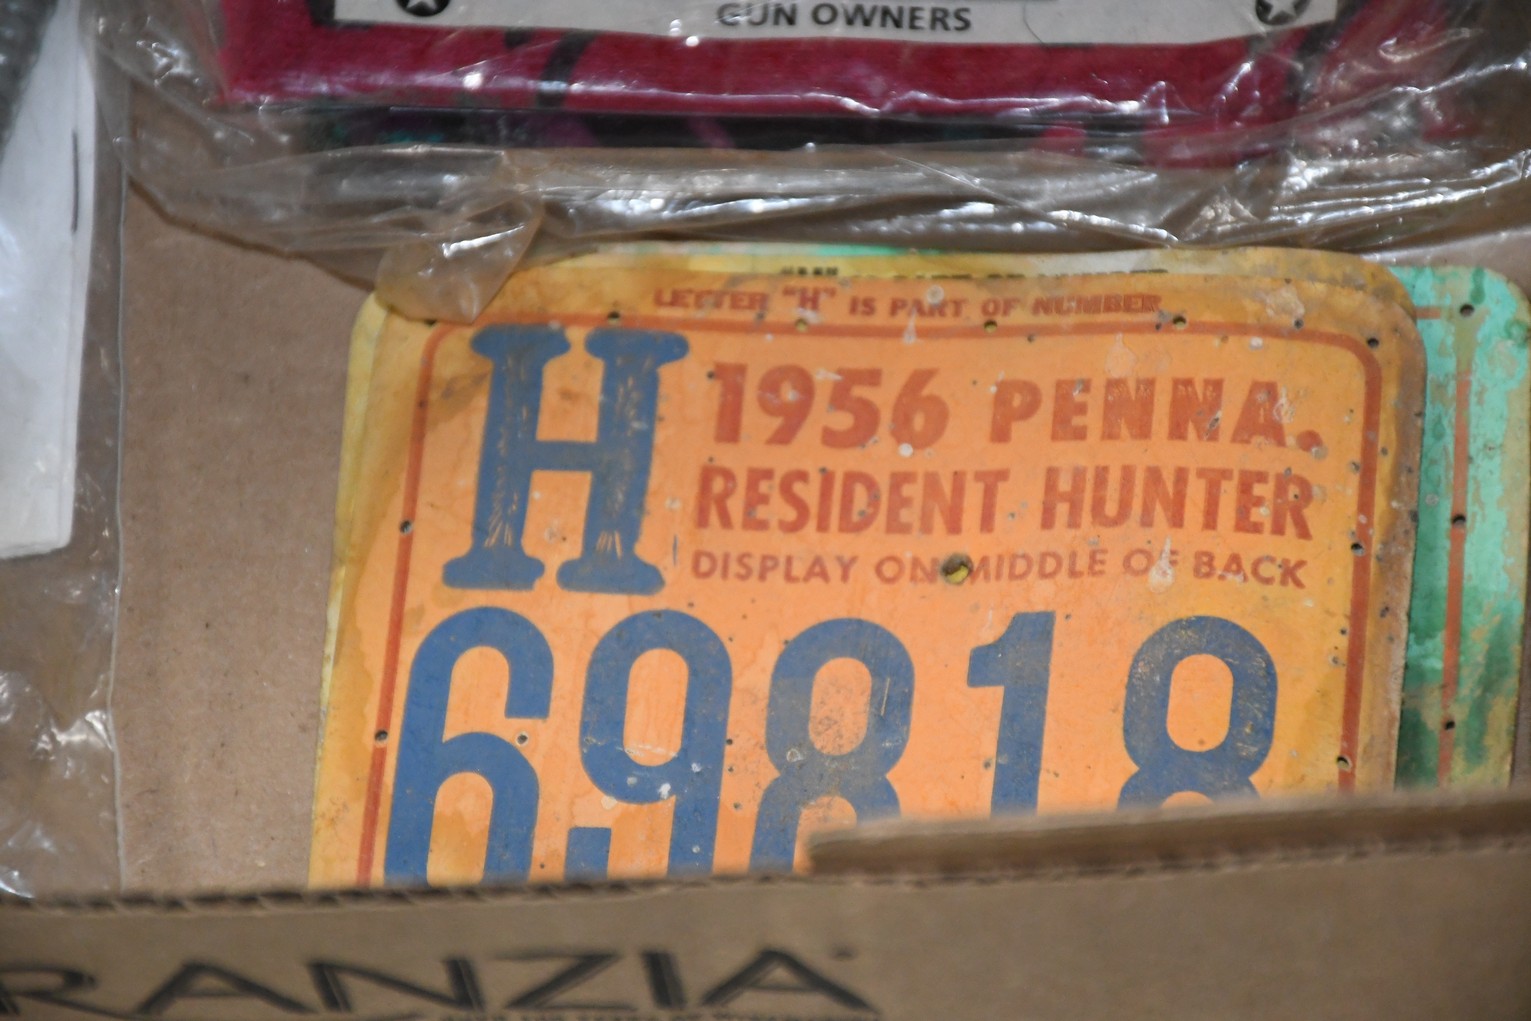 GUN OWNERS
LETTER "H" IS PART OF NUMBER
H
1956 PENNA.
RESIDENT HUNTER
DISPLAY ON MIDDLE OF BACK
69818
RANZIA